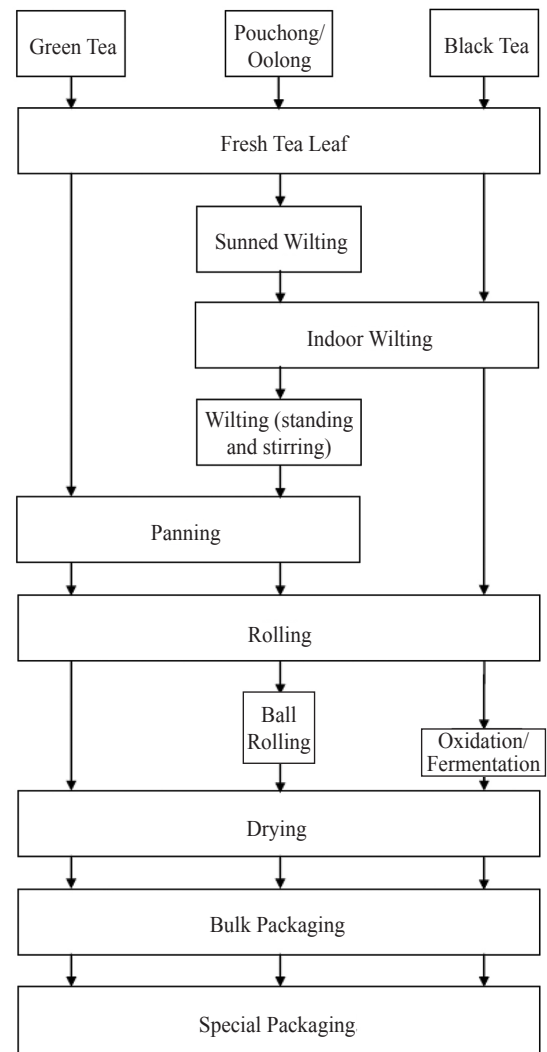 Green Tea
Pouchong/
Oolong
Black Tea
Fresh Tea Leaf
Sunned Wilting
Indoor Wilting
Wilting (standing
and stirring)
Panning
Rolling
Ball
Rolling
Oxidation/
Fermentation
Drying
Bulk Packaging
Special Packaging